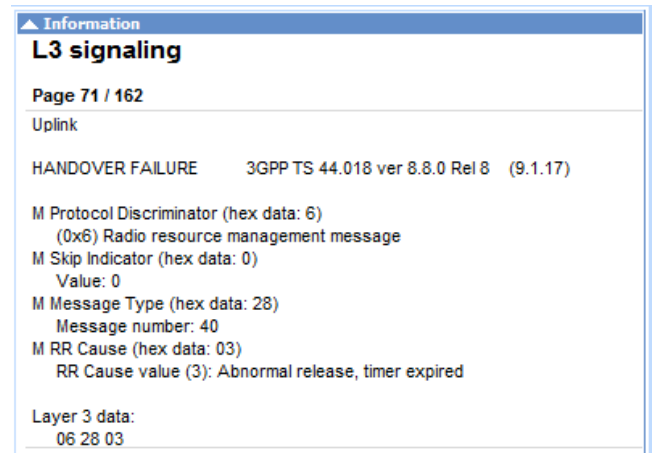 Information
L3 signaling
Page 71 / 162
Uplink
HANDOVER FAILURE 3GPP TS 44.018 ver 8.8.0 Rel 8 (9.1.17)
M Protocol Discriminator (hex data: 6)
(0x6) Radio resource management message
M Skip Indicator (hex data: 0)
Value: 0
M Message Type (hex data: 28)
Message number: 40
M RR Cause (hex data: 03)
RR Cause value (3): Abnormal release, timer expired
Layer 3 data:
06 28 03